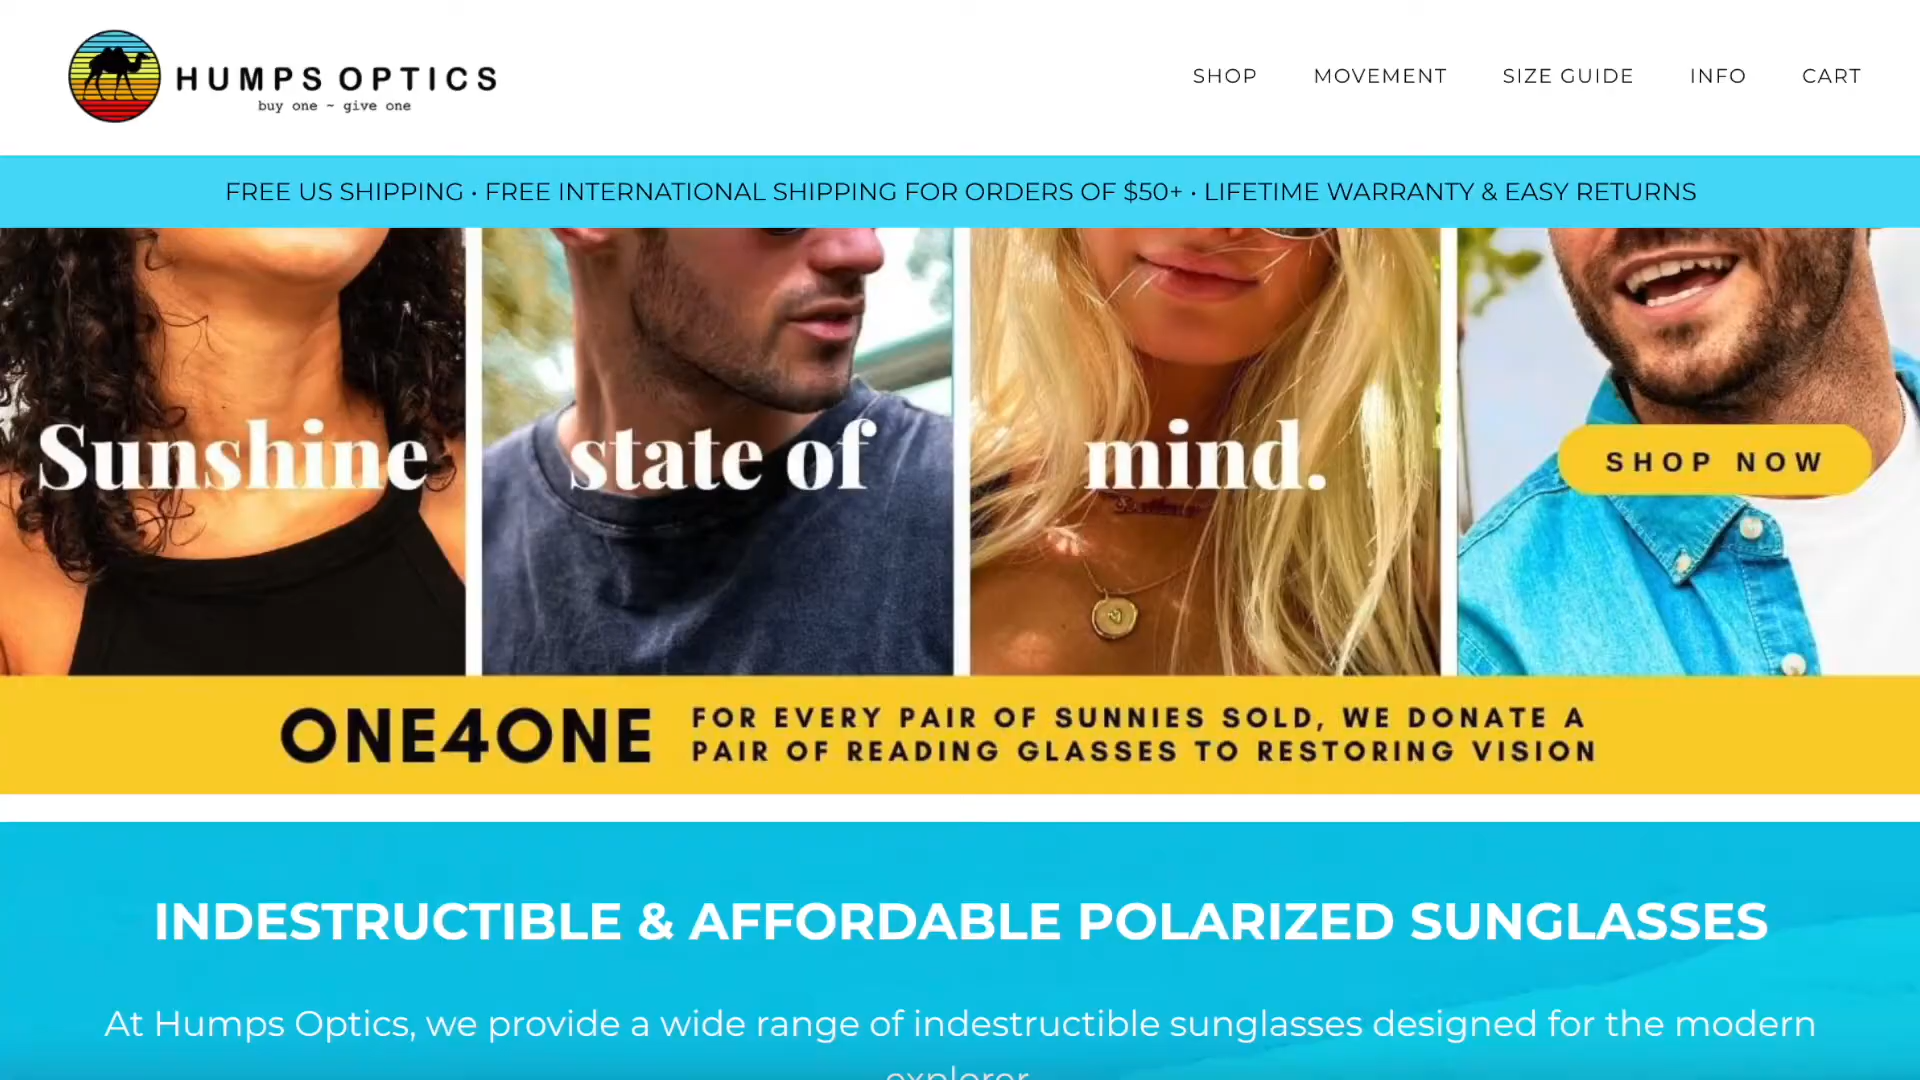 HUMPS OPTICS
buy one ~ give one
SHOP
MOVEMENT
SIZE GUIDE
INFO
CART
FREE US SHIPPING • FREE INTERNATIONAL SHIPPING FOR ORDERS OF $50+ • LIFETIME WARRANTY & EASY RETURNS
Sunshine state of mind.
SHOP NOW
ONE4ONE
FOR EVERY PAIR OF SUNNIES SOLD, WE DONATE A
PAIR OF READING GLASSES TO RESTORING VISION
INDESTRUCTIBLE & AFFORDABLE POLARIZED SUNGLASSES
At Humps Optics, we provide a wide range of indestructible sunglasses designed for the modern